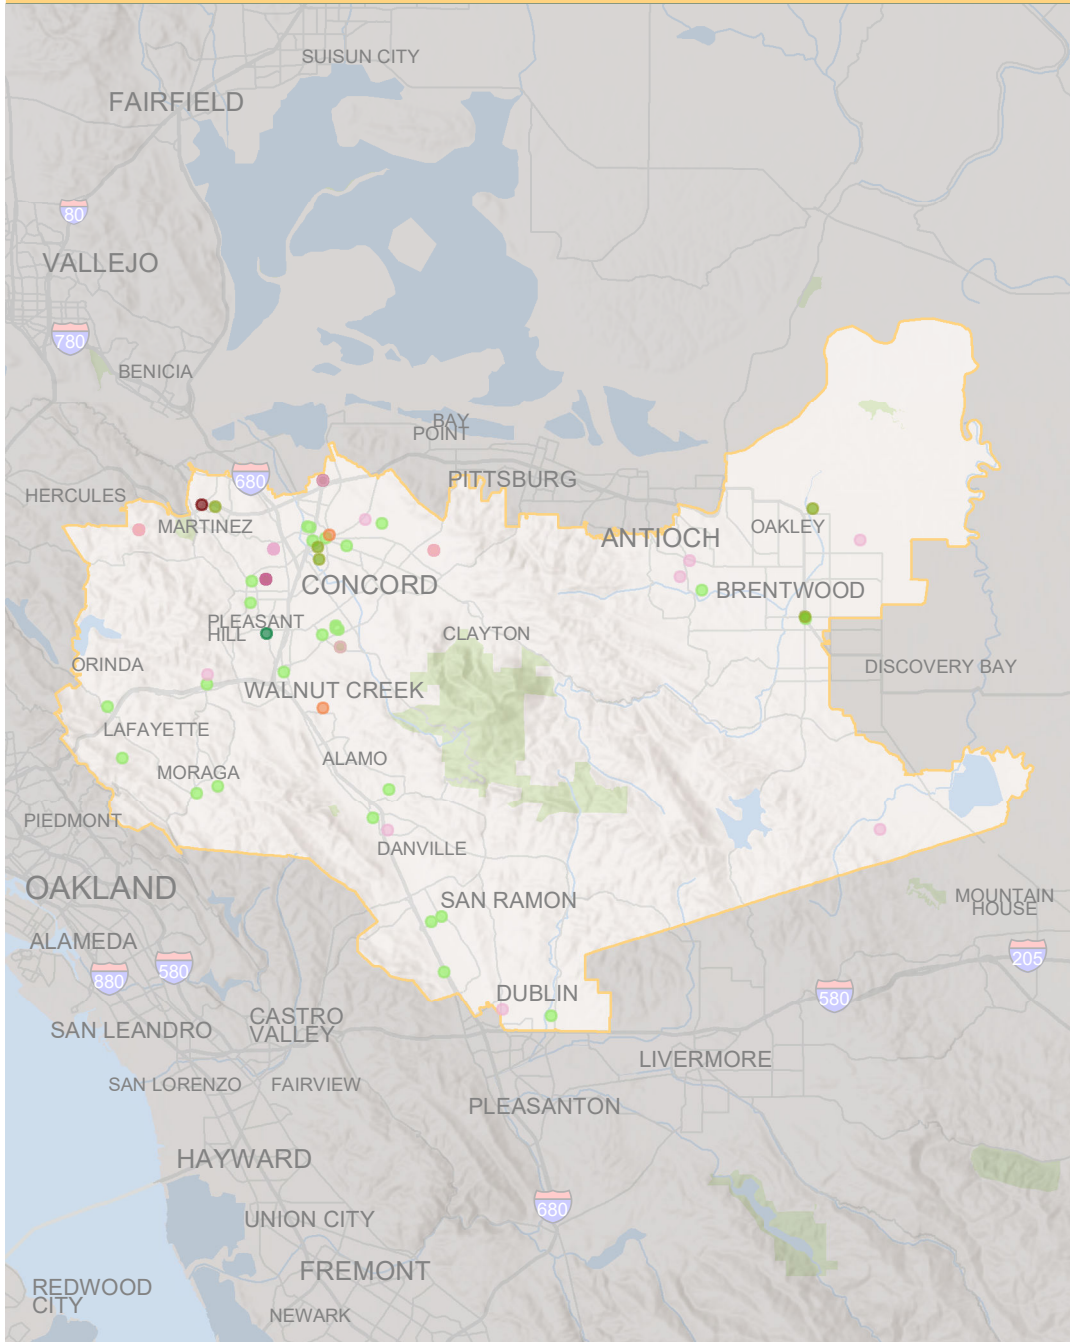 SUISUN CITY
FAIRFIELD
80
VALLEJO
780
BENICIA
BAY
POINT
680
PITTSBURG
HERCULES
MARTINEZ
OAKLEY
ANTIOCH
CONCORD
BRENTWOOD
PLEASANT
HILL
CLAYTON
ORINDA
DISCOVERY BAY
WALNUT CREEK
LAFAYETTE
ALAMO
MORAGA
PIEDMONT
DANVILLE
OAKLAND
SAN RAMON
MOUNTAIN
HOUSE
ALAMEDA
205
580
880
DUBLIN
580
CASTRO
VALLEY
SAN LEANDRO
LIVERMORE
SAN LORENZO
FAIRVIEW
PLEASANTON
HAYWARD
680
UNION CITY
FREMONT
REDWOOD
CITY
NEWARK